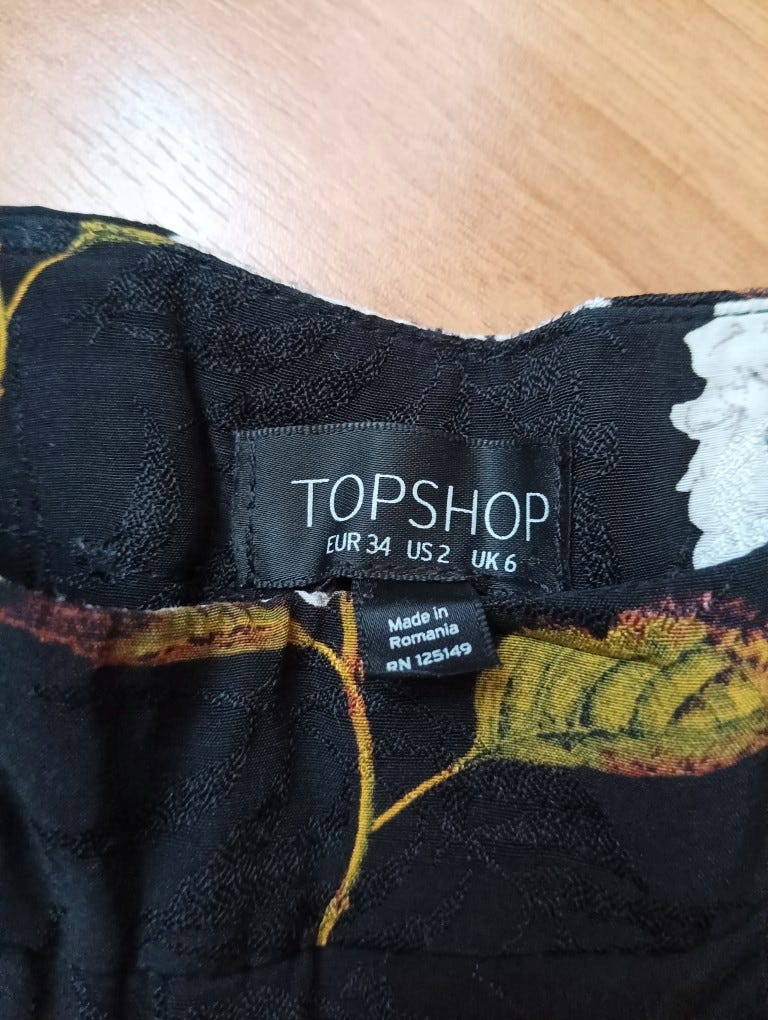 TOPSHOP
EUR 34 US 2 UK 6
Made in
Romania
RN 125149